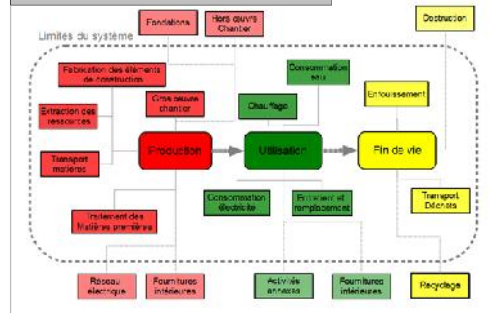 Fondations
Hors œuvre
Chantier
Destruction
Limites du système
Fabrication des éléments
de construction
Consommation
eau
Extraction des
ressources
Gros œuvre
chantier
Chauffage
Enfouissement
Production
Utilisation
Fin de vie
Transport
matières
Consommation
électricité
Entretien et
remplacement
Transport
Déchets
Traitement des
Matières premières
Réseau
électrique
Fournitures
intérieures
Activités
annexes
Fournitures
intérieures
Recyclage